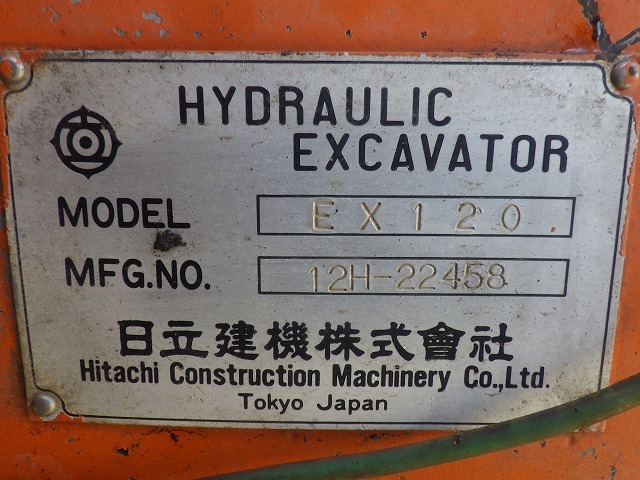 HYDRAULIC
EXCAVATOR
MODEL EX120
MFG.NO. 12H-22458
日立建機株式會社
Hitachi Construction Machinery Co.,Ltd.
Tokyo Japan